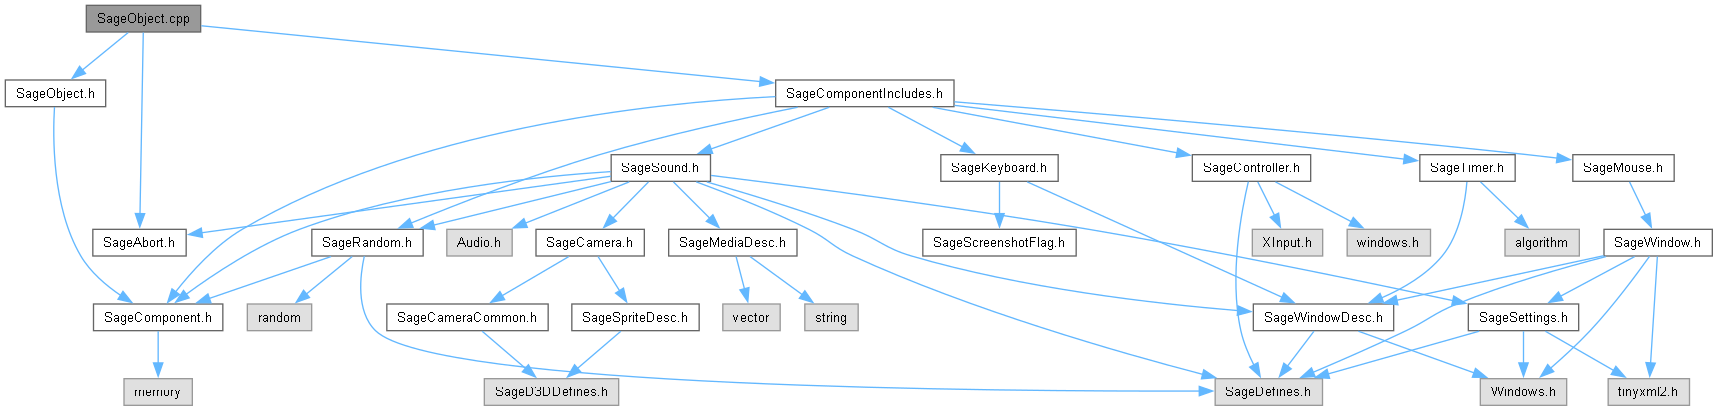 SageObject.cpp
SageObject.h
SageComponentIncludes.h
SageSound.h
SageKeyboard.h
SageController.h
SageTimer.h
SageMouse.h
SageAbort.h
SageRandom.h
Audio.h
SageCamera.h
SageMediaDesc.h
SageScreenshotFlag.h
XInput.h
windows.h
algorithm
SageWindow.h
SageComponent.h
random
SageCameraCommon.h
SageSpriteDesc.h
vector
string
SageWindowDesc.h
SageSettings.h
memory
SageD3DDefines.h
SageDefines.h
Windows.h
tinyxml2.h